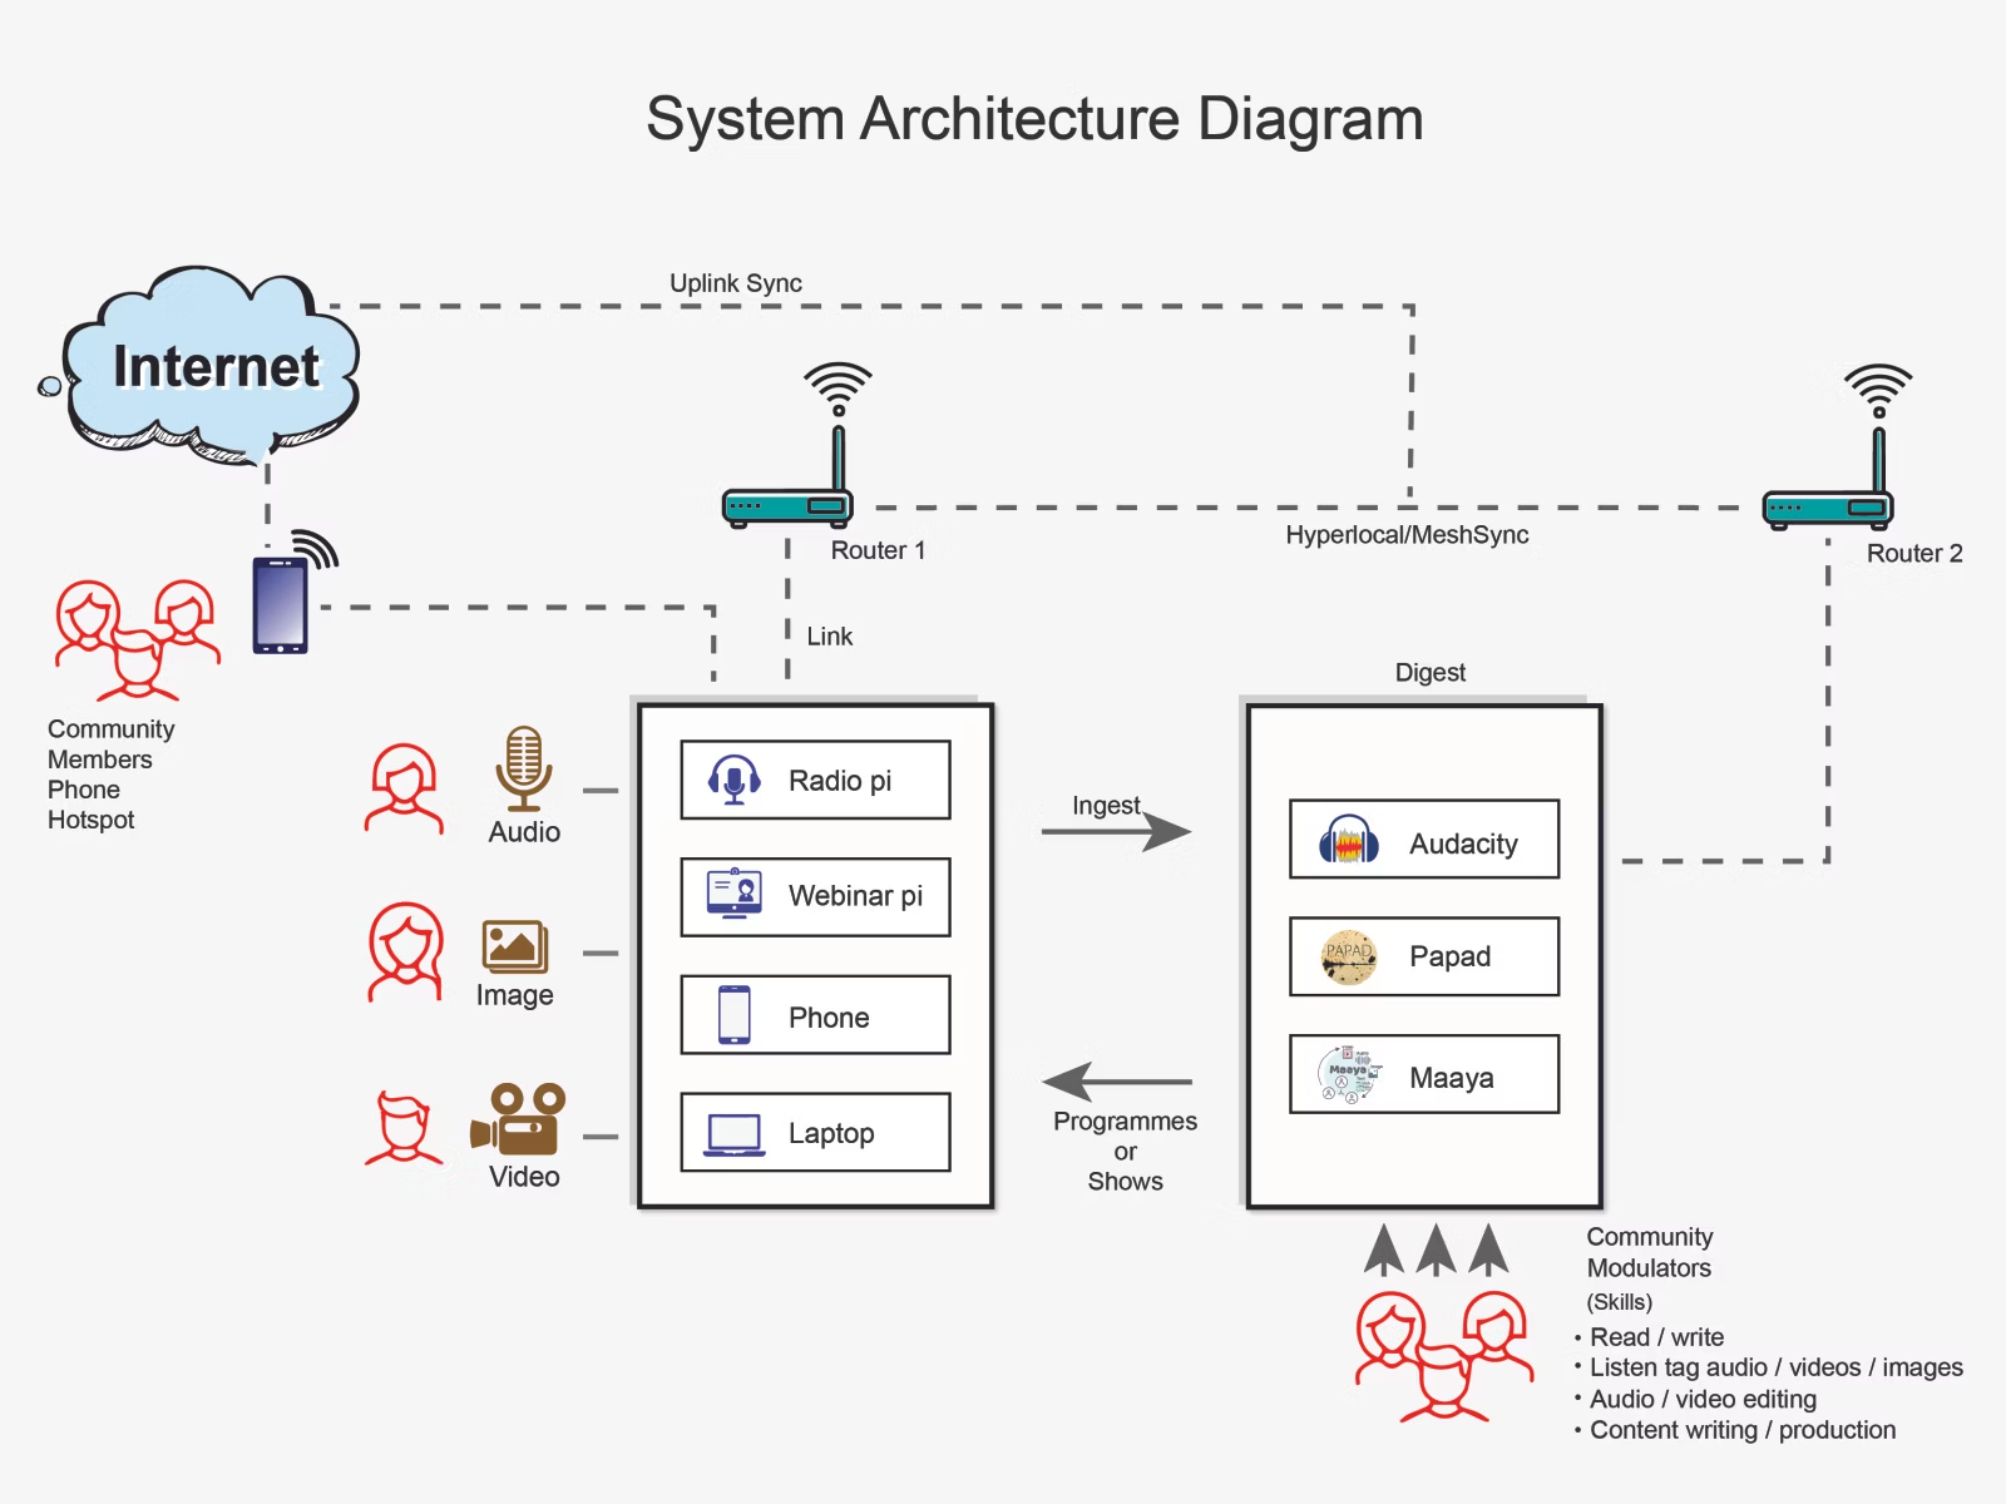 System Architecture Diagram
Uplink Sync
Internet
Hyperlocal/MeshSync
Router 1
Router 2
Link
Community
Members
Phone
Hotspot
Audio
Image
Video
Radio pi
Webinar pi
Phone
Laptop
Ingest
Programmes
or
Shows
Digest
Audacity
PAPAD
Papad
Maaya
Maaya
Community
Modulators
(Skills)
• Read / write
• Listen tag audio / videos / images
• Audio / video editing
• Content writing / production